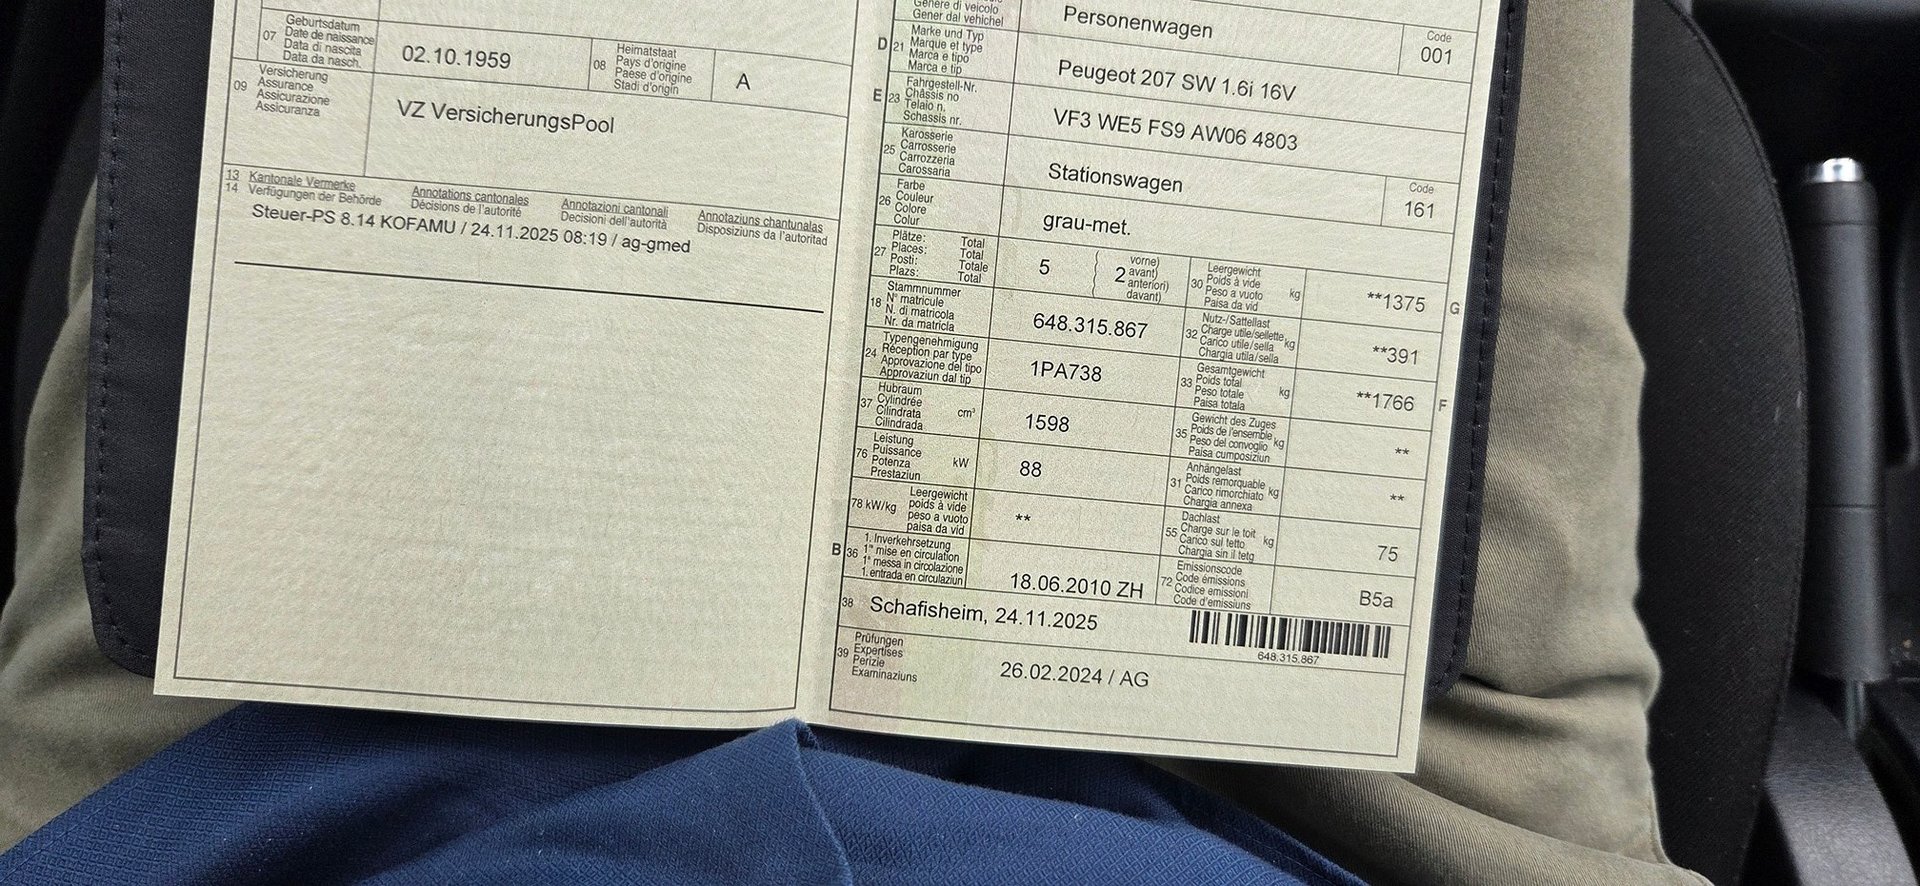 07 Geburtsdatum
Date de naissance
Data di nascita
Data da nasch.
02.10.1959
08 Heimatstaat
Pays d'origine
Paese d'origine
Stadi d'origin
A
09 Versicherung
Assurance
Assicurazione
Assicuranza
VZ VersicherungsPool
13 Kantonale Vermerke
14 Verfügungen der Behörde
Annotations cantonales
Décisions de l'autorité
Annotazioni cantonali
Decisioni dell'autorità
Annotaziuns chantunalas
Disposiziuns da l'autoritad
Steuer-PS 8.14 KOFAMU / 24.11.2025 08:19 / ag-gmed
Genere di veicolo
Gener dal vehichel
Personenwagen
Code
001
D 21 Marke und Typ
Marque et type
Marca e tipo
Marca e tip
Peugeot 207 SW 1.6i 16V
E 23 Fahrgestell-Nr.
Châssis no
Telaio n.
Schassis nr.
VF3 WE5 FS9 AW06 4803
25 Karosserie
Carrosserie
Carrozzeria
Carossaria
Stationswagen
Code
161
26 Farbe
Couleur
Colore
Colur
grau-met.
27 Plätze: Total
Places: Total
Posti: Totale
Plazs: Total
5
2
vorne)
avant)
anteriori)
davant)
30 Leergewicht
Poids à vide
Peso a vuoto
Paisa da vid
kg
**1375
G
18 Stammnummer
N° matricule
N. di matricola
Nr. da matricla
648.315.867
32 Nutz-/Sattellast
Charge utile/sellette
Carico utile/sella
Chargia utila/sella
kg
**391
24 Typengenehmigung
Réception par type
Approvazione del tipo
Approvaziun dal tip
1PA738
33 Gesamtgewicht
Poids total
Peso totale
Paisa totala
kg
**1766
F
37 Hubraum
Cylindrée
Cilindrata
Cilindrada
cm³
1598
35 Gewicht des Zuges
Poids de l'ensemble
Peso del convoglio
Paisa cumposiziun
kg
**
76 Leistung
Puissance
Potenza
Prestaziun
kW
88
31 Anhängelast
Poids remorquable
Carico rimorchiato
Chargia annexa
kg
**
78 kW/kg
Leergewicht
poids à vide
peso a vuoto
paisa da vid
**
55 Dachlast
Charge sur le toit
Carico sul tetto
Chargia sin il tetg
kg
75
B 36 1. Inverkehrsetzung
1re mise en circulation
1a messa in circolazione
1. entrada en circulaziun
18.06.2010 ZH
72 Emissionscode
Code émissions
Codice emissioni
Code d'emissiuns
B5a
38 Schafisheim, 24.11.2025
648.315.867
39 Prüfungen
Expertises
Perizie
Examinaziuns
26.02.2024 / AG